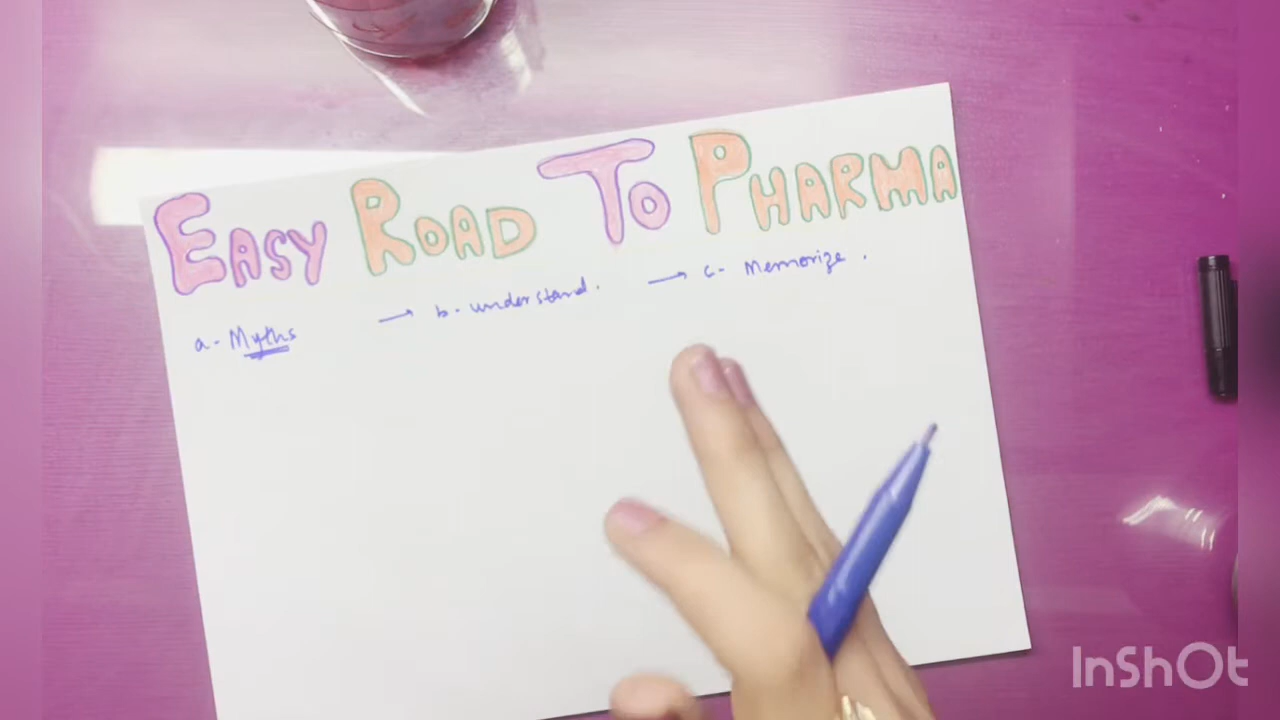 EASY ROAD TO PHARMA
a - Myths → b - understand. → c - Memorize .
InShOt